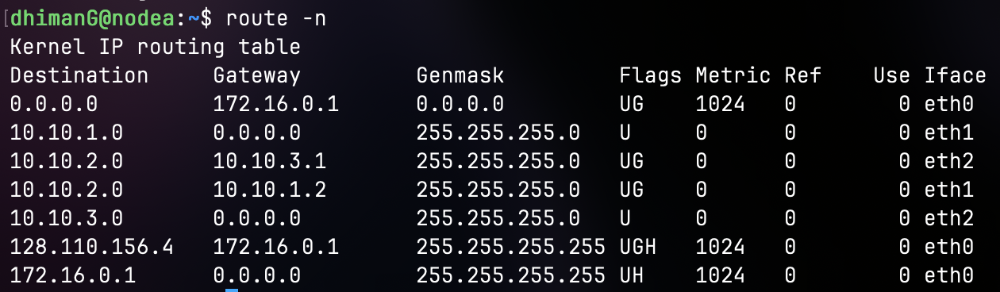 [dhimanG@nodea:~$ route -n
Kernel IP routing table
Destination     Gateway         Genmask         Flags Metric Ref    Use Iface
0.0.0.0         172.16.0.1      0.0.0.0         UG    1024   0        0 eth0
10.10.1.0       0.0.0.0         255.255.255.0   U     0      0        0 eth1
10.10.2.0       10.10.3.1       255.255.255.0   UG    0      0        0 eth2
10.10.2.0       10.10.1.2       255.255.255.0   UG    0      0        0 eth1
10.10.3.0       0.0.0.0         255.255.255.0   U     0      0        0 eth2
128.110.156.4   172.16.0.1      255.255.255.255 UGH   1024   0        0 eth0
172.16.0.1      0.0.0.0         255.255.255.255 UH    1024   0        0 eth0